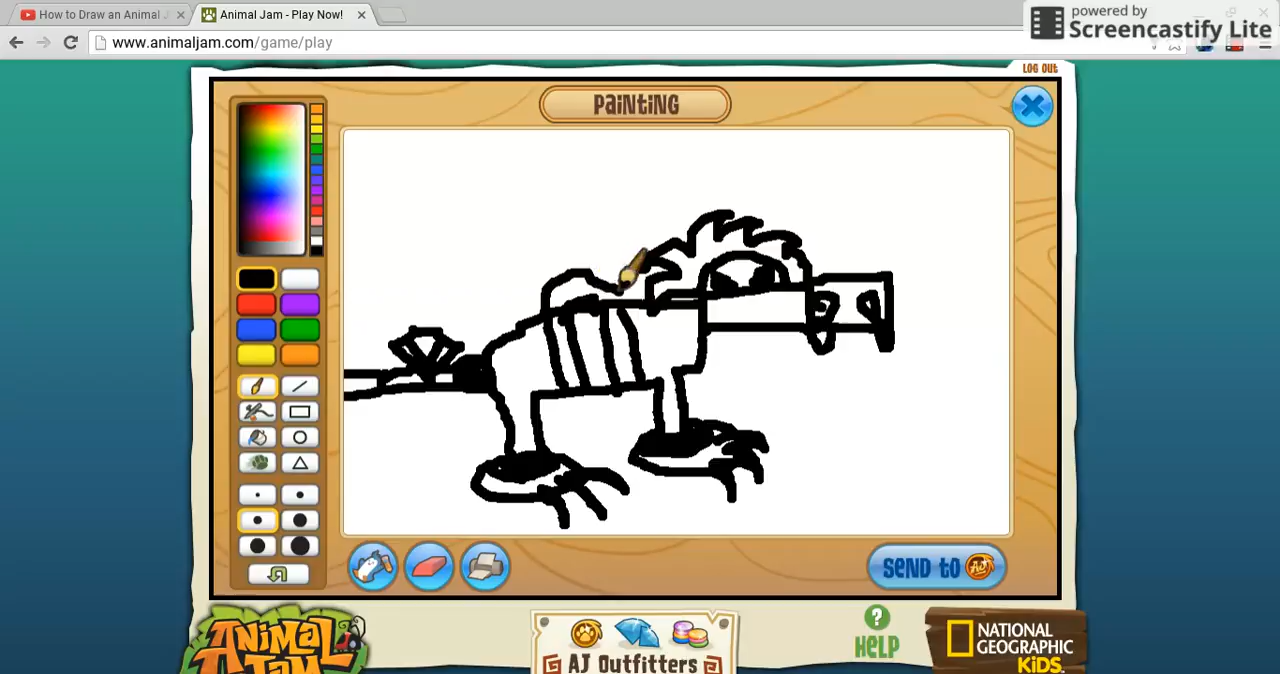 How to Draw an Animal J
Animal Jam - Play Now!
powered by
Screencastify Lite
www.animaljam.com/game/play
LOG OUT
PAINTING
SEND TO AJ
ANIMAL
JAM
AJ OUTFITTERS
?
HELP
NATIONAL
GEOGRAPHIC
KiDS